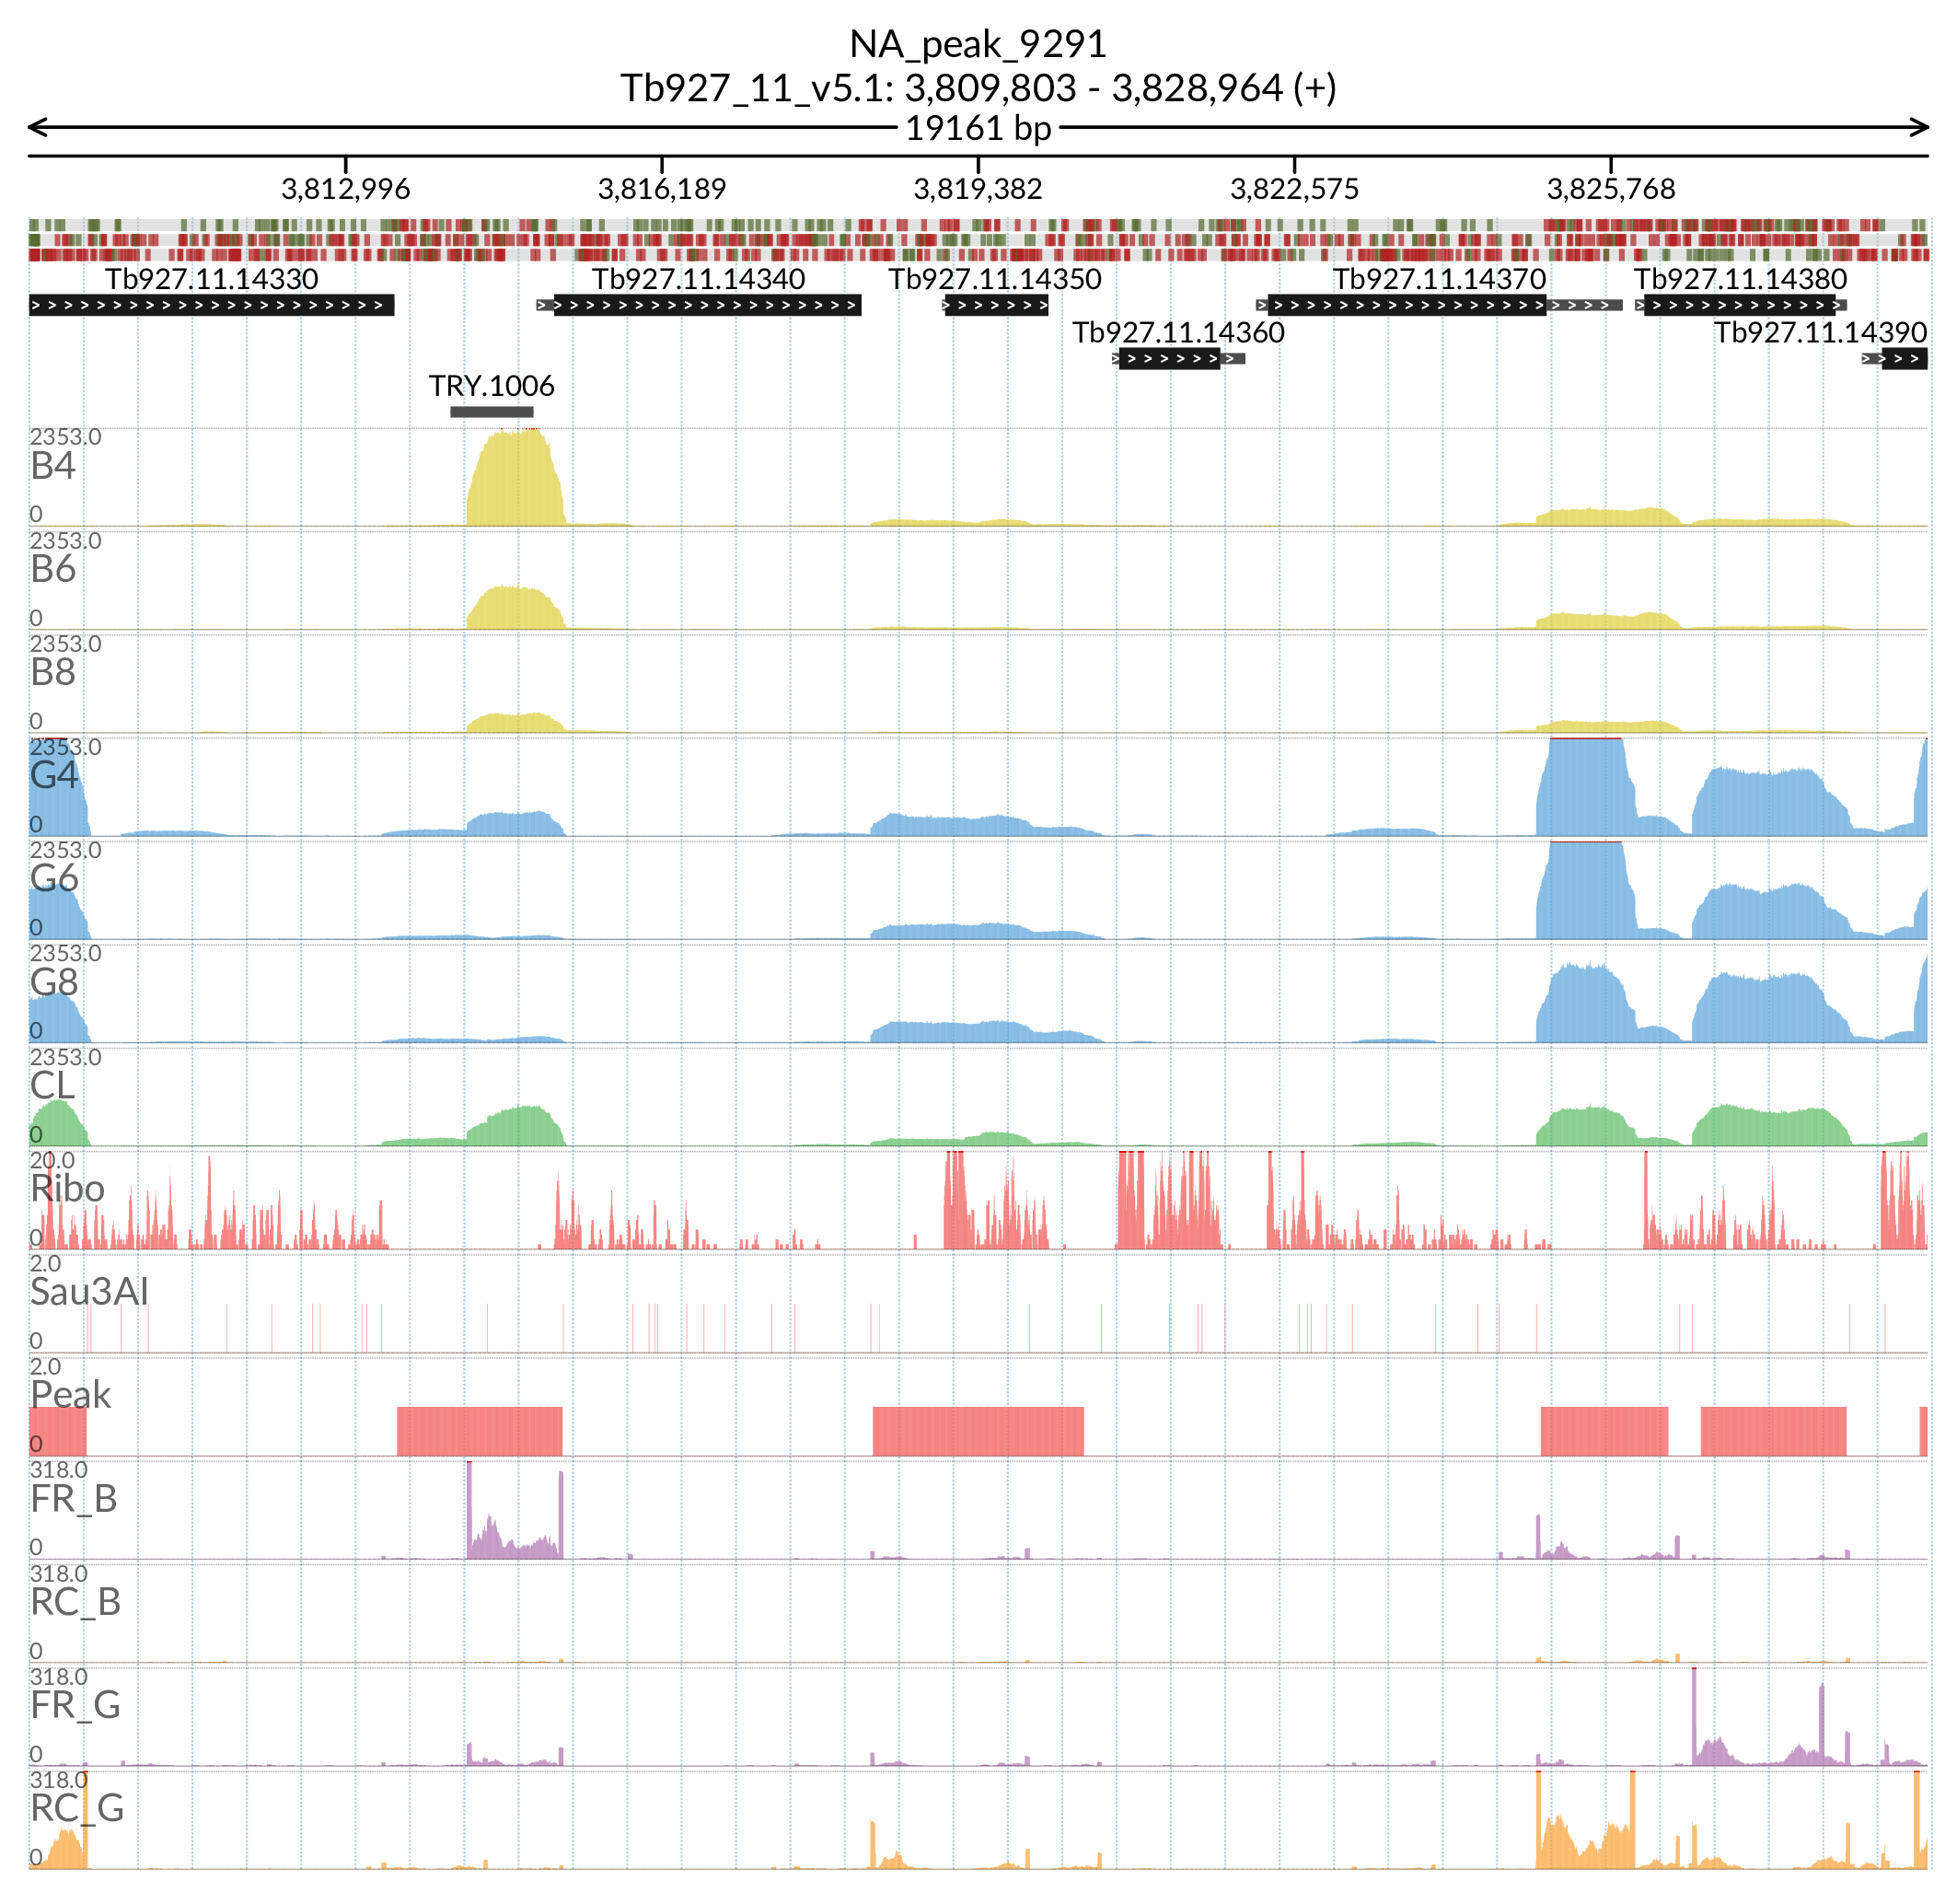 NA_peak_9291
Tb927_11_v5.1: 3,809,803 - 3,828,964 (+)
19161 bp
3,812,996 3,816,189 3,819,382 3,822,575 3,825,768
Tb927.11.14330 Tb927.11.14340 Tb927.11.14350 Tb927.11.14370 Tb927.11.14380
Tb927.11.14360 Tb927.11.14390
TRY.1006
2353.0
B4
0
2353.0
B6
0
2353.0
B8
0
2353.0
G4
0
2353.0
G6
0
2353.0
G8
0
2353.0
CL
0
20.0
Ribo
0
2.0
Sau3AI
0
2.0
Peak
0
318.0
FR_B
0
318.0
RC_B
0
318.0
FR_G
0
318.0
RC_G
0